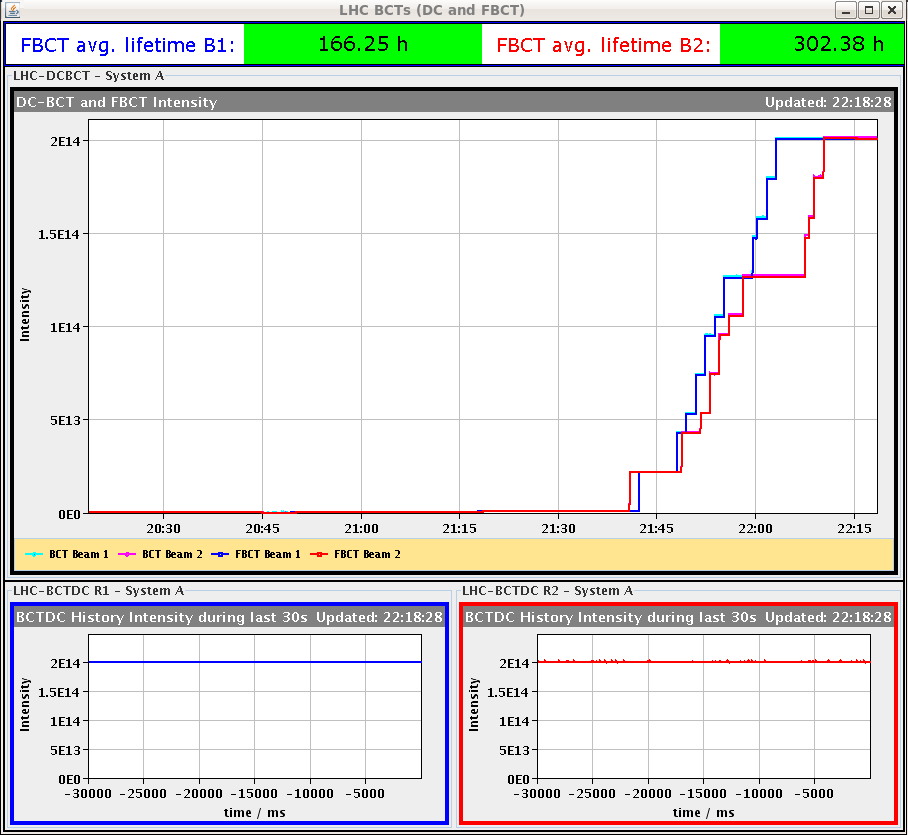 LHC BCTs (DC and FBCT)
FBCT avg. lifetime B1: 166.25 h FBCT avg. lifetime B2: 302.38 h
LHC-DCBCT - System A
DC-BCT and FBCT Intensity Updated: 22:18:28
2E14
1.5E14
1E14
5E13
0E0
Intensity
20:30 20:45 21:00 21:15 21:30 21:45 22:00 22:15
BCT Beam 1 BCT Beam 2 FBCT Beam 1 FBCT Beam 2
LHC-BCTDC R1 - System A
BCTDC History Intensity during last 30s Updated: 22:18:28
2E14
1.5E14
1E14
5E13
0E0
Intensity
-30000 -25000 -20000 -15000 -10000 -5000
time / ms
LHC-BCTDC R2 - System A
BCTDC History Intensity during last 30s Updated: 22:18:28
2E14
1.5E14
1E14
5E13
0E0
Intensity
-30000 -25000 -20000 -15000 -10000 -5000
time / ms